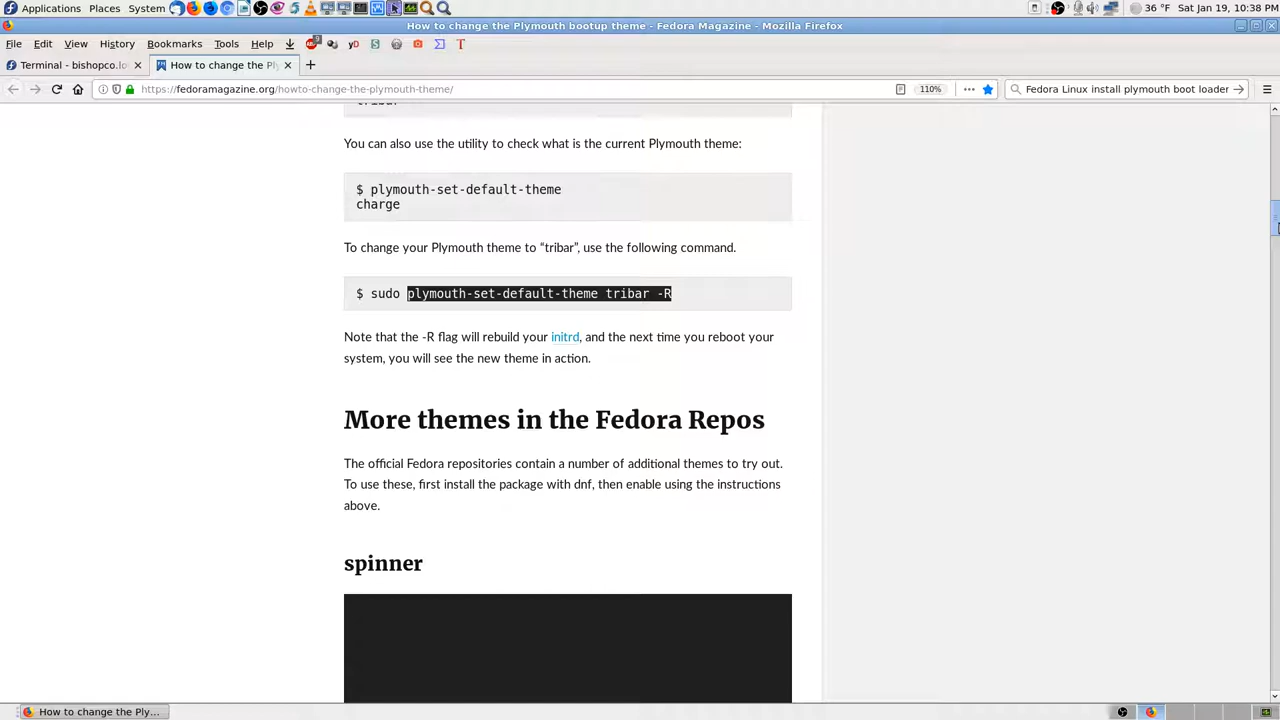 Applications Places System 36 °F Sat Jan 19, 10:38 PM
How to change the Plymouth bootup theme - Fedora Magazine - Mozilla Firefox
File Edit View History Bookmarks Tools Help
Terminal - bishopco.lo How to change the Pl
https://fedoramagazine.org/howto-change-the-plymouth-theme/ 110% Fedora Linux install plymouth boot loader
tribar
You can also use the utility to check what is the current Plymouth theme:
$ plymouth-set-default-theme
charge
To change your Plymouth theme to “tribar”, use the following command.
$ sudo plymouth-set-default-theme tribar -R
Note that the -R flag will rebuild your initrd, and the next time you reboot your
system, you will see the new theme in action.
More themes in the Fedora Repos
The official Fedora repositories contain a number of additional themes to try out.
To use these, first install the package with dnf, then enable using the instructions
above.
spinner
How to change the Ply...